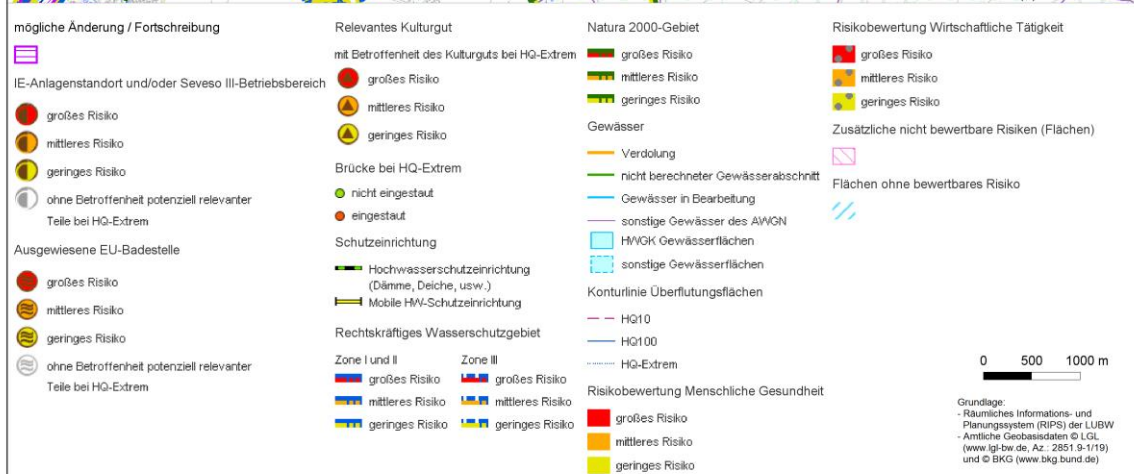 mögliche Änderung / Fortschreibung
IE-Anlagenstandort und/oder Seveso III-Betriebsbereich
großes Risiko
mittleres Risiko
geringes Risiko
ohne Betroffenheit potenziell relevanter
Teile bei HQ-Extrem
Ausgewiesene EU-Badestelle
großes Risiko
mittleres Risiko
geringes Risiko
ohne Betroffenheit potenziell relevanter
Teile bei HQ-Extrem
Relevantes Kulturgut
mit Betroffenheit des Kulturguts bei HQ-Extrem
großes Risiko
mittleres Risiko
geringes Risiko
Brücke bei HQ-Extrem
nicht eingestaut
eingestaut
Schutzeinrichtung
Hochwasserschutzeinrichtung
(Dämme, Deiche, usw.)
Mobile HW-Schutzeinrichtung
Rechtskräftiges Wasserschutzgebiet
Zone I und II Zone III
großes Risiko großes Risiko
mittleres Risiko mittleres Risiko
geringes Risiko geringes Risiko
Natura 2000-Gebiet
großes Risiko
mittleres Risiko
geringes Risiko
Gewässer
Verdolung
nicht berechneter Gewässerabschnitt
Gewässer in Bearbeitung
sonstige Gewässer des AWGN
HWGK Gewässerflächen
sonstige Gewässerflächen
Konturlinie Überflutungsflächen
HQ10
HQ100
HQ-Extrem
Risikobewertung Menschliche Gesundheit
großes Risiko
mittleres Risiko
geringes Risiko
Risikobewertung Wirtschaftliche Tätigkeit
großes Risiko
mittleres Risiko
geringes Risiko
Zusätzliche nicht bewertbare Risiken (Flächen)
Flächen ohne bewertbares Risiko
0 500 1000 m
Grundlage:
- Räumliches Informations- und
Planungssystem (RIPS) der LUBW
- Amtliche Geobasisdaten © LGL
(www.lgl-bw.de, Az.: 2851.9-1/19)
und © BKG (www.bkg.bund.de)